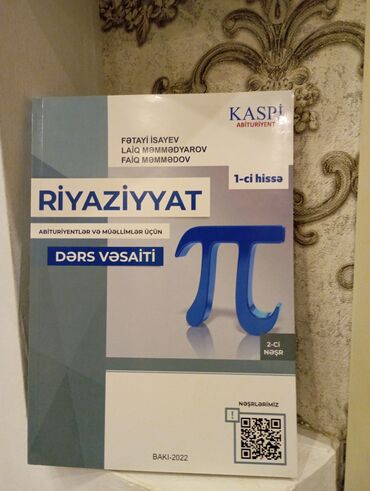 KASPİ
ABİTURİYENT
FƏTAYİ İSAYEV
LAİQ MƏMMƏDYAROV
FAİQ MƏMMƏDOV
1-ci hissə
RİYAZİYYAT
ABİTURİYENTLƏR VƏ MÜƏLLİMLƏR ÜÇÜN
DƏRS VƏSAİTİ
π
2-Cİ
NƏŞR
NƏŞRLƏRİMİZ
!
BAKI-2022